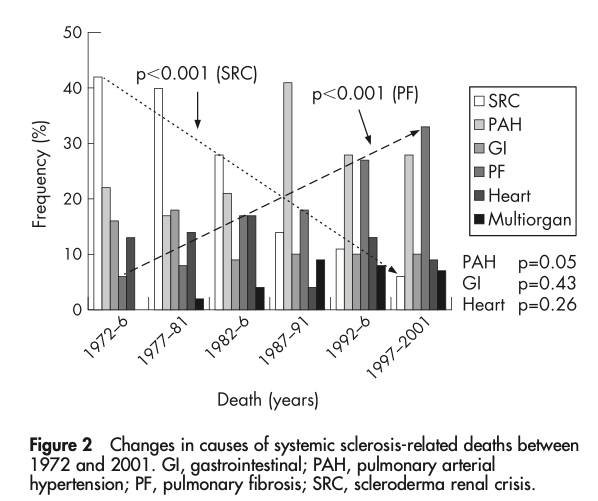 50
40
30
20
10
0
Frequency (%)
p<0.001 (SRC)
p<0.001 (PF)
SRC
PAH
GI
PF
Heart
Multiorgan
PAH p=0.05
GI p=0.43
Heart p=0.26
1972–6
1977–81
1982–6
1987–91
1992–6
1997–2001
Death (years)
Figure 2 Changes in causes of systemic sclerosis-related deaths between
1972 and 2001. GI, gastrointestinal; PAH, pulmonary arterial
hypertension; PF, pulmonary fibrosis; SRC, scleroderma renal crisis.